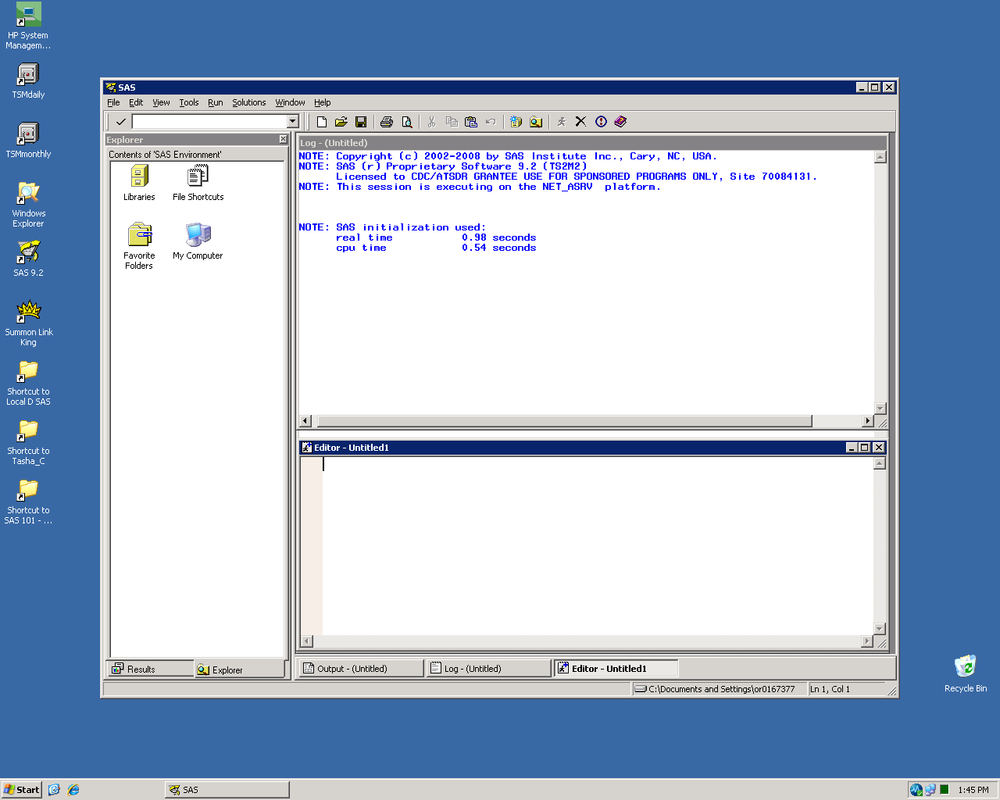 HP System
Managem...
TSMdaily
TSMmonthly
Windows
Explorer
SAS 9.2
Summon Link
King
Shortcut to
Local D SAS
Shortcut to
Tasha_C
Shortcut to
SAS 101 - ...
SAS
File Edit View Tools Run Solutions Window Help
Explorer
Contents of 'SAS Environment'
Libraries
File Shortcuts
Favorite
Folders
My Computer
Results
Explorer
Log - (Untitled)
NOTE: Copyright (c) 2002-2008 by SAS Institute Inc., Cary, NC, USA.
NOTE: SAS (r) Proprietary Software 9.2 (TS2M2)
Licensed to CDC/ATSDR GRANTEE USE FOR SPONSORED PROGRAMS ONLY, Site 70084131.
NOTE: This session is executing on the NET_ASRV platform.
NOTE: SAS initialization used:
real time 0.98 seconds
cpu time 0.54 seconds
Editor - Untitled1
Output - (Untitled)
Log - (Untitled)
Editor - Untitled1
C:\Documents and Settings\or0167377
Ln 1, Col 1
Recycle Bin
Start
SAS
1:45 PM